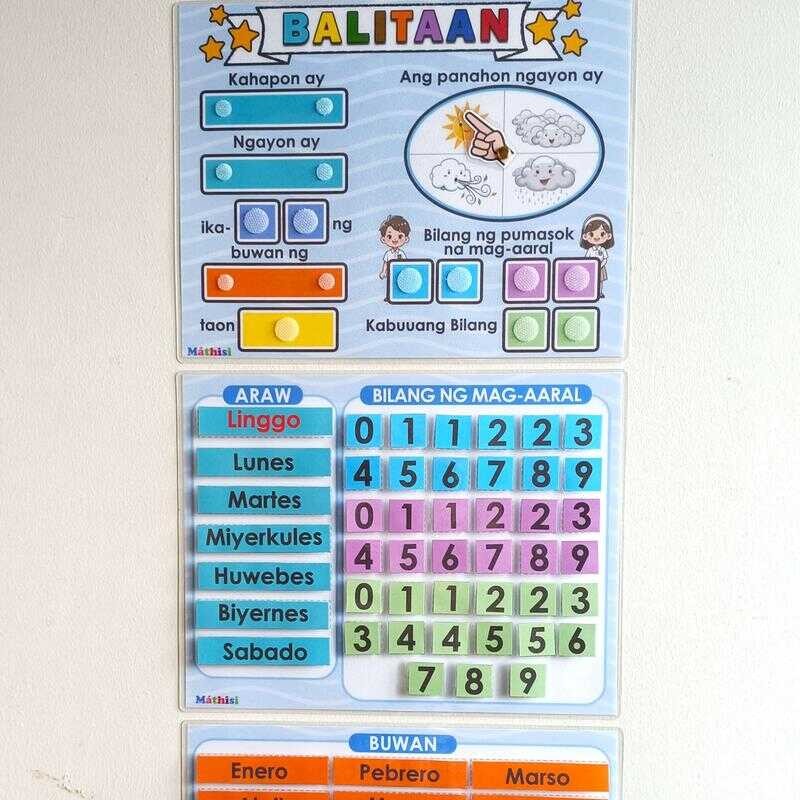 BALITAAN
Kahapon ay
Ang panahon ngayon ay
Ngayon ay
ika- ng
buwan ng
Bilang ng pumasok
na mag-aaral
taon
Kabuuang Bilang
Máthisi
ARAW
BILANG NG MAG-AARAL
Linggo
Lunes
Martes
Miyerkules
Huwebes
Biyernes
Sabado
0 1 1 2 2 3
4 5 6 7 8 9
0 1 1 2 2 3
4 5 6 7 8 9
0 1 1 2 2 3
3 4 4 5 5 6
7 8 9
Máthisi
BUWAN
Enero Pebrero Marso